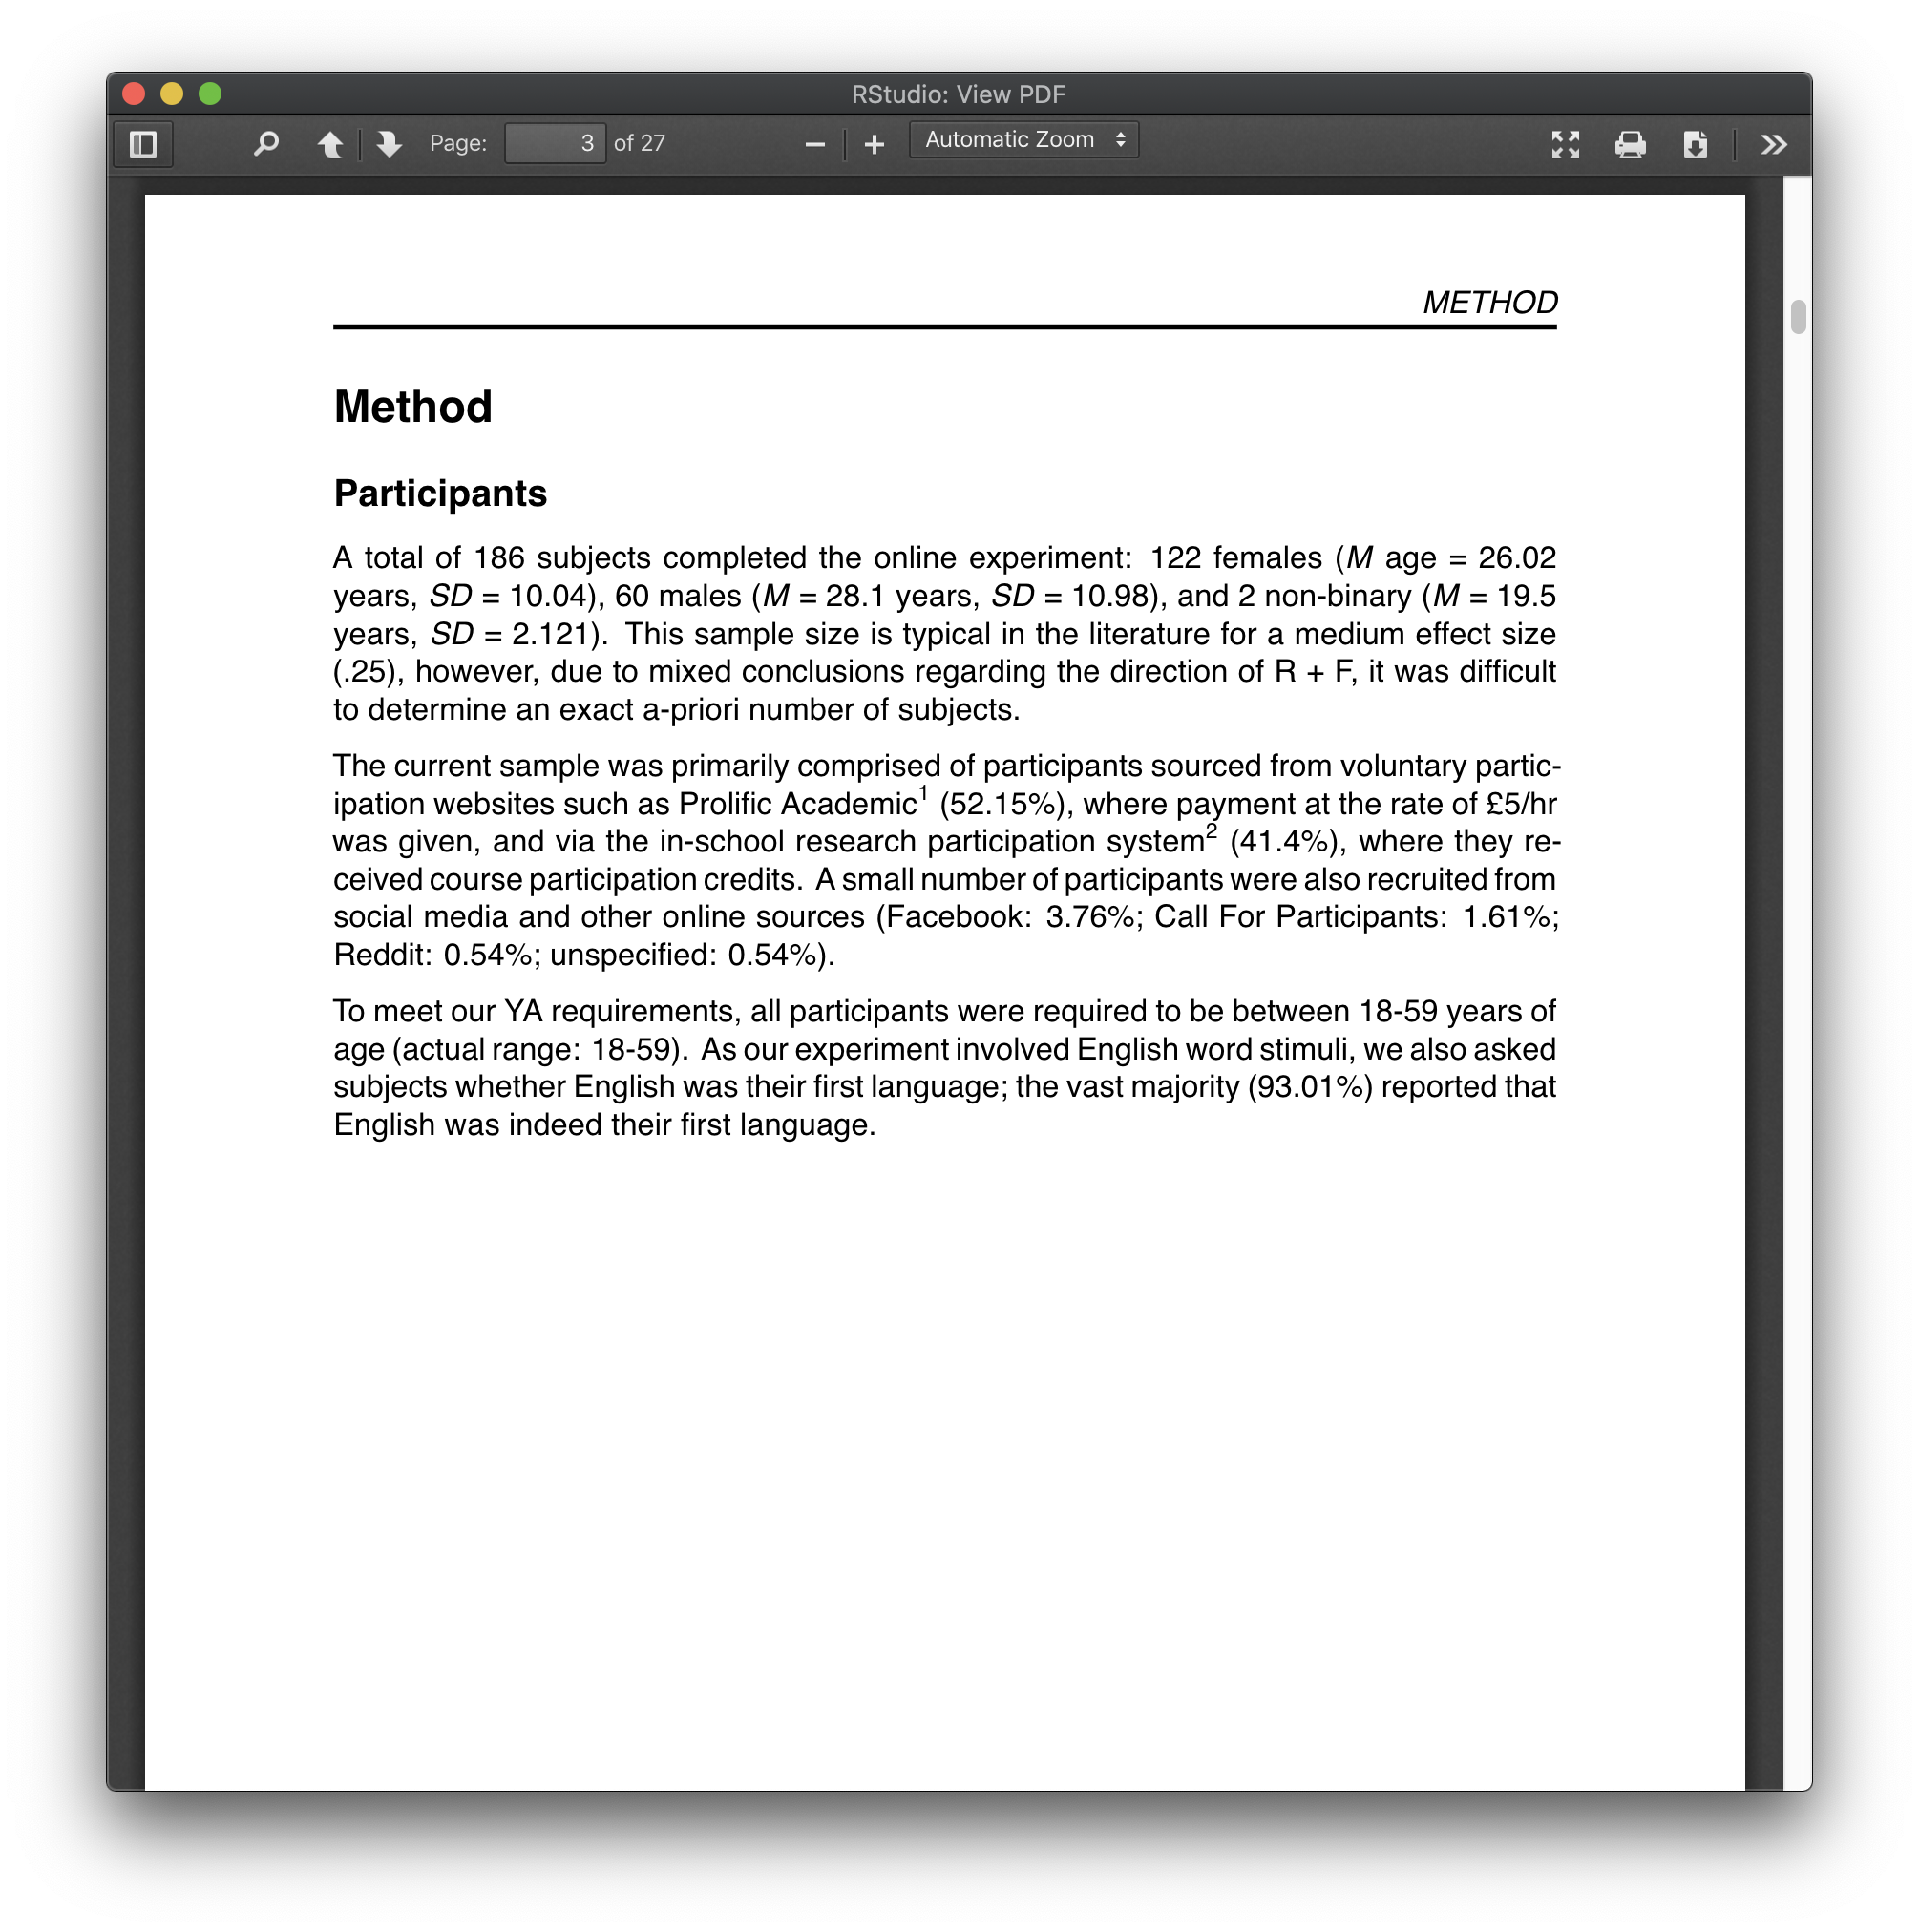 RStudio: View PDF
Page: 3 of 27 Automatic Zoom
METHOD
Method
Participants
A total of 186 subjects completed the online experiment: 122 females (M age = 26.02
years, SD = 10.04), 60 males (M = 28.1 years, SD = 10.98), and 2 non-binary (M = 19.5
years, SD = 2.121). This sample size is typical in the literature for a medium effect size
(.25), however, due to mixed conclusions regarding the direction of R + F, it was difficult
to determine an exact a-priori number of subjects.
The current sample was primarily comprised of participants sourced from voluntary partic-
ipation websites such as Prolific Academic¹ (52.15%), where payment at the rate of £5/hr
was given, and via the in-school research participation system² (41.4%), where they re-
ceived course participation credits. A small number of participants were also recruited from
social media and other online sources (Facebook: 3.76%; Call For Participants: 1.61%;
Reddit: 0.54%; unspecified: 0.54%).
To meet our YA requirements, all participants were required to be between 18-59 years of
age (actual range: 18-59). As our experiment involved English word stimuli, we also asked
subjects whether English was their first language; the vast majority (93.01%) reported that
English was indeed their first language.